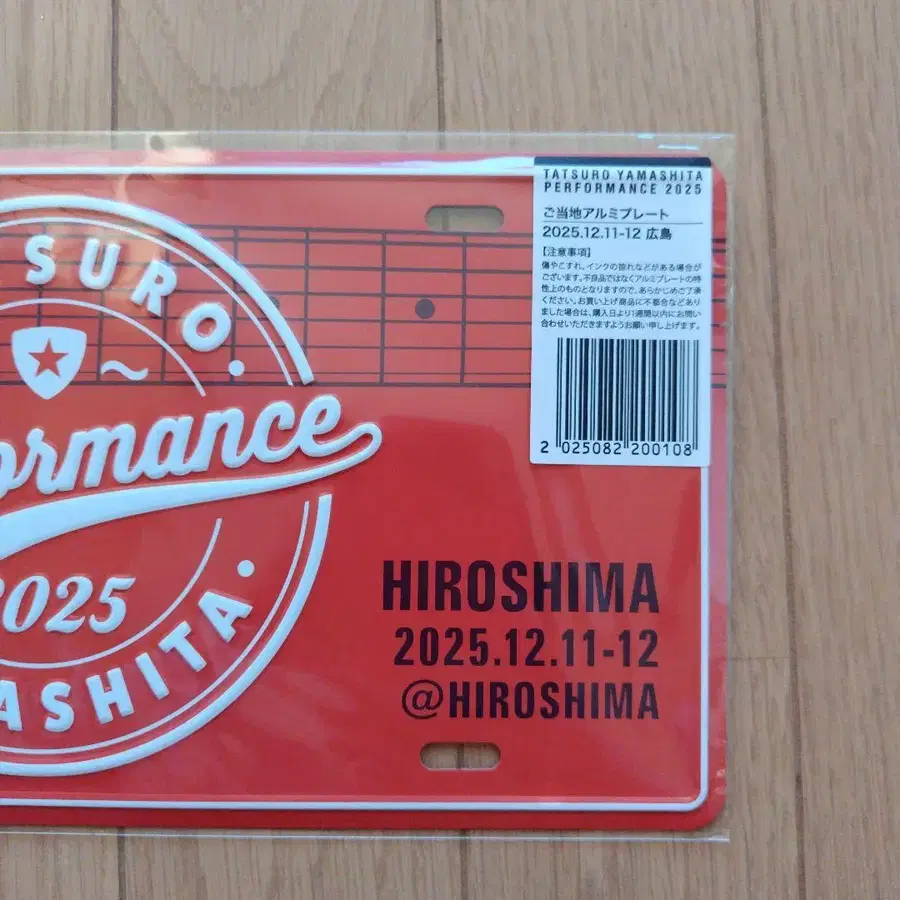 TATSURO YAMASHITA
PERFORMANCE 2025
ご当地アルミプレート
2025.12.11-12 広島
【注意事項】
傷やこすれ、インクの掠れなどがある場合が
ございます。不良品ではなくアルミプレートの特
性上のものとなりますので、あらかじめご了承
ください。お買い上げ商品に不都合などあり
ました場合は、購入日より1週間以内にお問い
合わせいただきますようお願い申し上げます。
2 025082 200108
SURO
ormance
2025
ASHITA
HIROSHIMA
2025.12.11-12
@HIROSHIMA